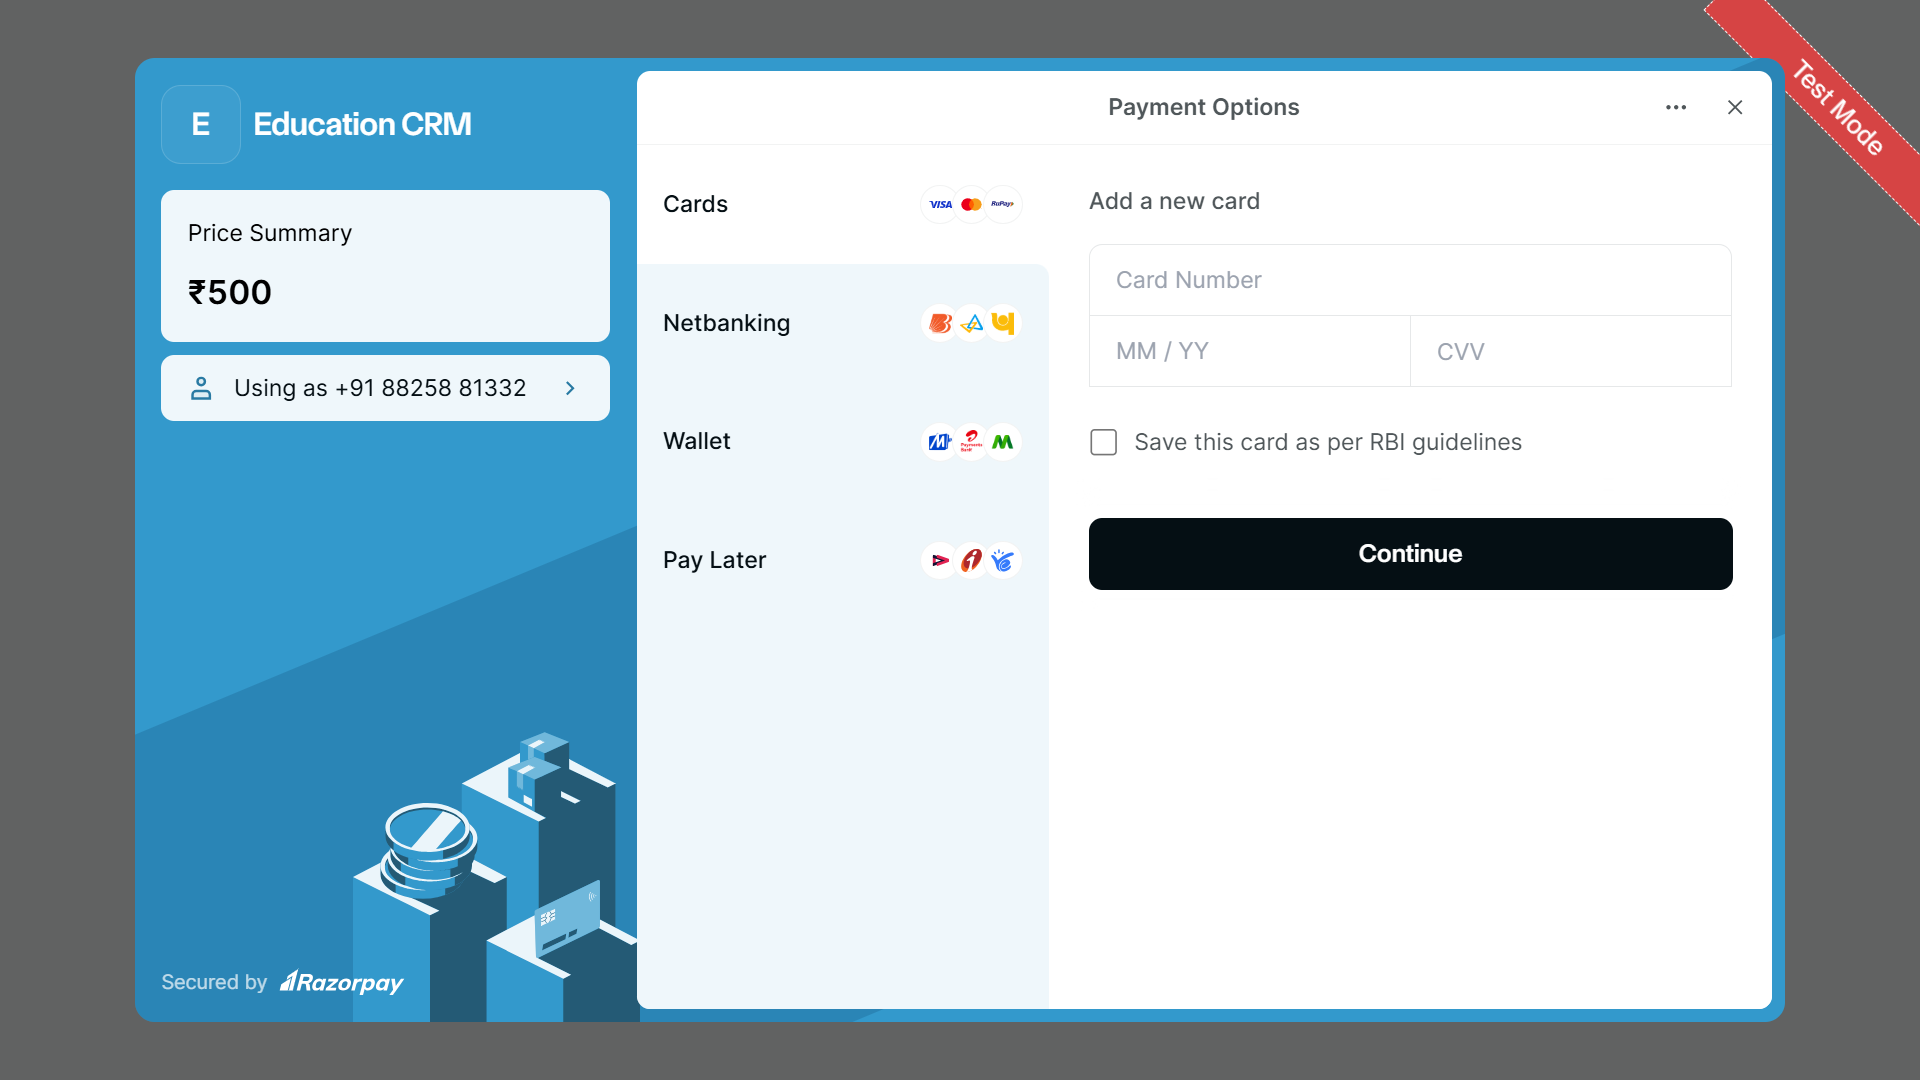 E
Education CRM
Price Summary
₹500
Using as +91 88258 81332
Secured by Razorpay
Payment Options
Test Mode
Cards
VISA
RuPay
Netbanking
Wallet
Payments
Bank
Pay Later
Add a new card
Card Number
MM / YY
CVV
Save this card as per RBI guidelines
Continue